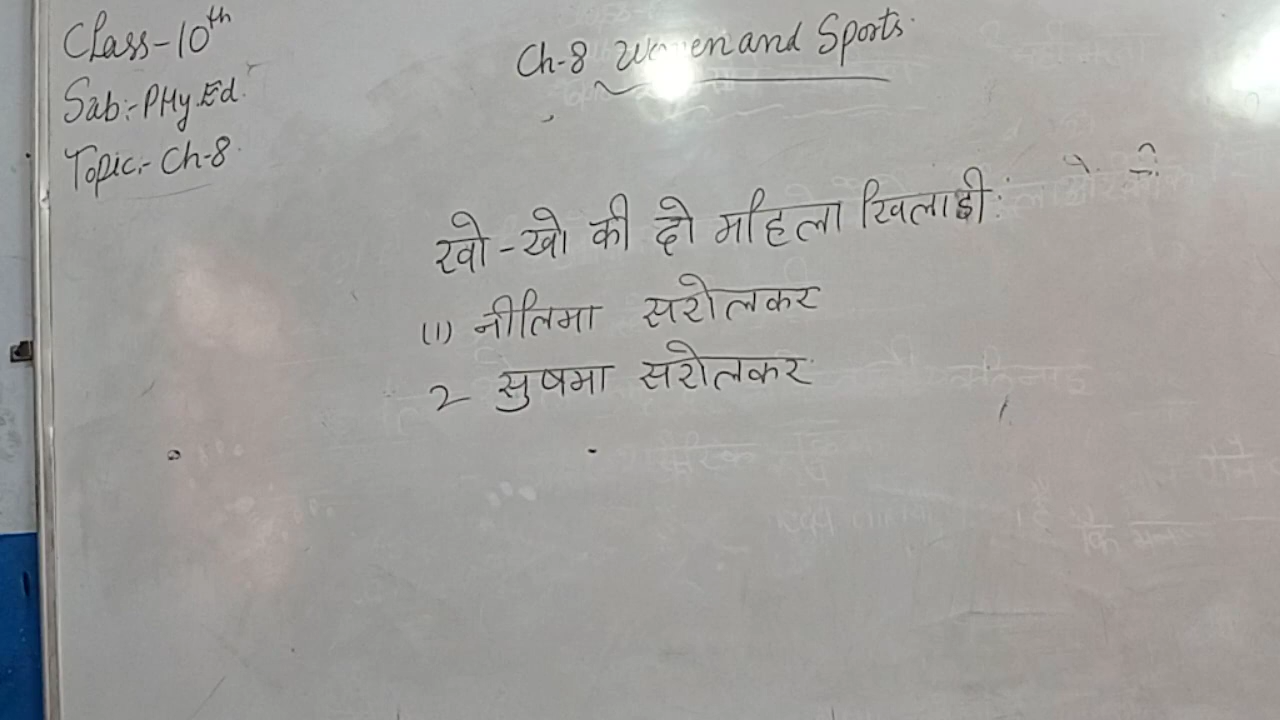 Class-10th
Sub:- PHy.Ed.
Topic:- Ch-8
Ch-8 Women and Sports
खो-खो की दो महिला खिलाड़ी:
(1) नीलिमा सरोलकर
2 सुषमा सरोलकर